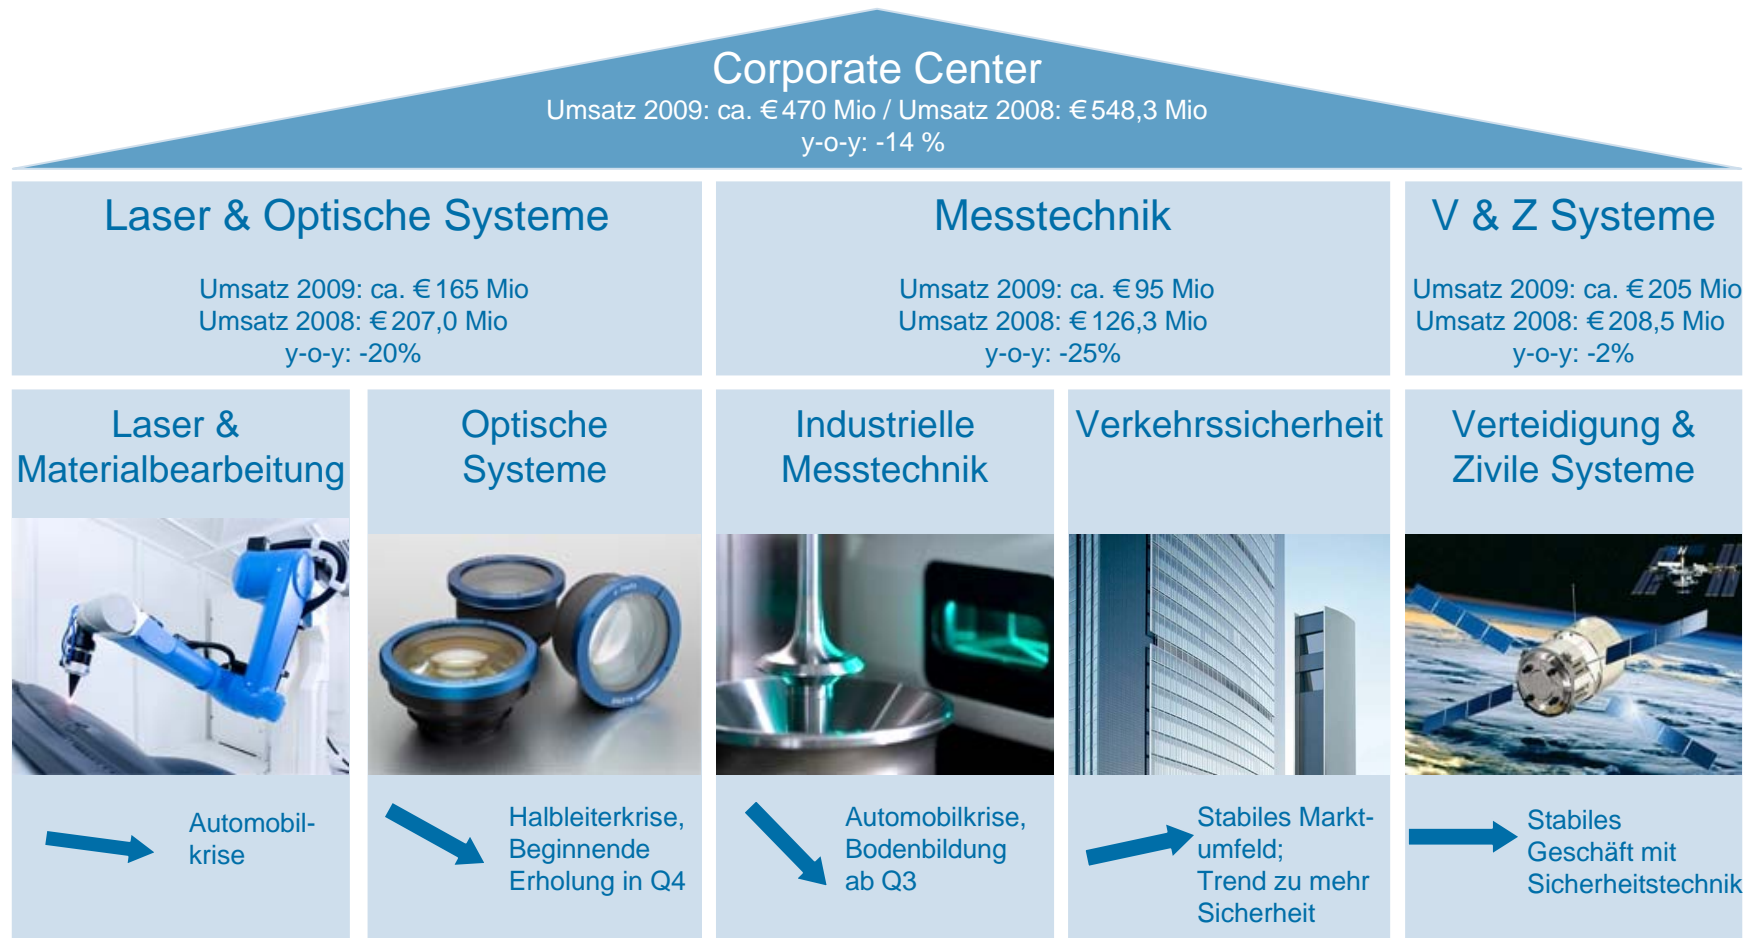 Corporate Center
Umsatz 2009: ca. € 470 Mio / Umsatz 2008: € 548,3 Mio
y-o-y: -14 %
Laser & Optische Systeme
Umsatz 2009: ca. € 165 Mio
Umsatz 2008: € 207,0 Mio
y-o-y: -20%
Messtechnik
Umsatz 2009: ca. € 95 Mio
Umsatz 2008: € 126,3 Mio
y-o-y: -25%
V & Z Systeme
Umsatz 2009: ca. € 205 Mio
Umsatz 2008: € 208,5 Mio
y-o-y: -2%
Laser &
Materialbearbeitung
Optische
Systeme
Industrielle
Messtechnik
Verkehrssicherheit
Verteidigung &
Zivile Systeme
Automobil-
krise
Halbleiterkrise,
Beginnende
Erholung in Q4
Automobilkrise,
Bodenbildung
ab Q3
Stabiles Markt-
umfeld;
Trend zu mehr
Sicherheit
Stabiles
Geschäft mit
Sicherheitstechnik